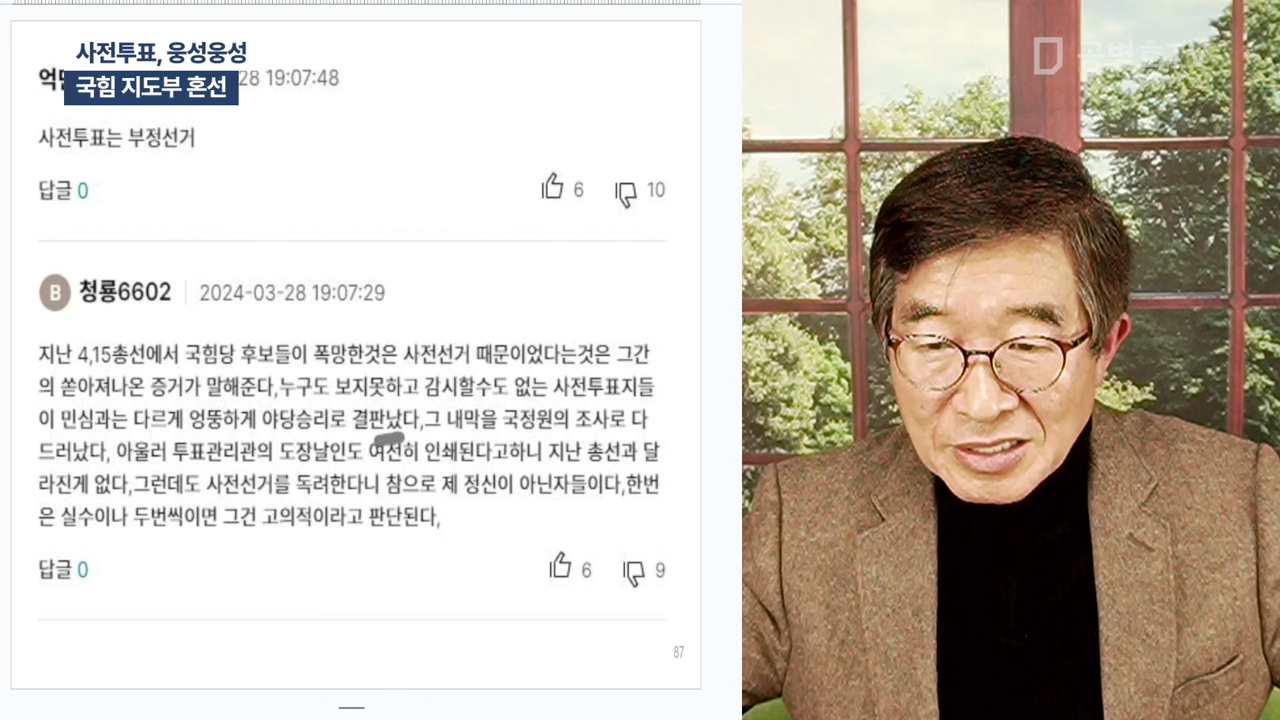 사전투표, 웅성웅성
국힘 지도부 혼선
28 19:07:48
사전투표는 부정선거
답글 0
6
10
B 청룡6602 2024-03-28 19:07:29
지난 4,15총선에서 국힘당 후보들이 폭망한것은 사전선거 때문이었다는것은 그간
의 쏟아져나온 증거가 말해준다,누구도 보지못하고 감시할수도 없는 사전투표지들
이 민심과는 다르게 엉뚱하게 야당승리로 결판났다,그 내막을 국정원의 조사로 다
드러났다, 아울러 투표관리관의 도장날인도 여전히 인쇄된다고하니 지난 총선과 달
라진게 없다,그런데도 사전선거를 독려한다니 참으로 제 정신이 아닌자들이다,한번
은 실수이나 두번씩이면 그건 고의적이라고 판단된다,
답글 0
6
9
87